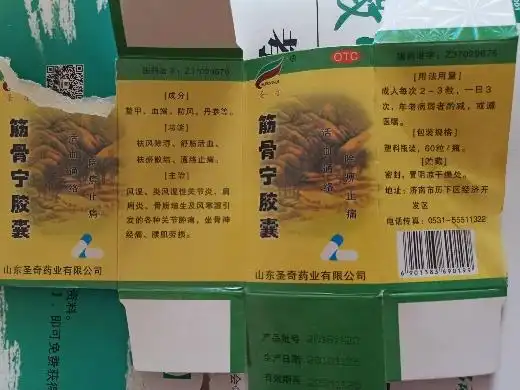 国药准字:Z37020676
[成分]
鳖甲、血竭、防风、丹参等。
[功能]
祛风除湿、舒筋活血、
祛瘀散结、通络止痛。
[主治]
风湿、类风湿性关节炎、肩
周炎、骨质增生及风寒湿引
发的各种关节肿痛、坐骨神
经痛、腰肌劳损。
山东圣奇药业有限公司
筋骨宁胶囊
活血通络
除痹止痛
OTC
筋骨宁胶囊
活血通络
除痹止痛
山东圣奇药业有限公司
国药准字:Z37020676
[用法用量]
成人每次2-3粒,一日3
次,年老病弱者酌减,或遵
医嘱。
[包装规格]
塑料瓶装,60粒/瓶。
[贮藏]
密封,置阴凉干燥处。
地址:济南市历下区经济开
发区
电话传真:0531-55511322
产品批号
生产日期
有效期至